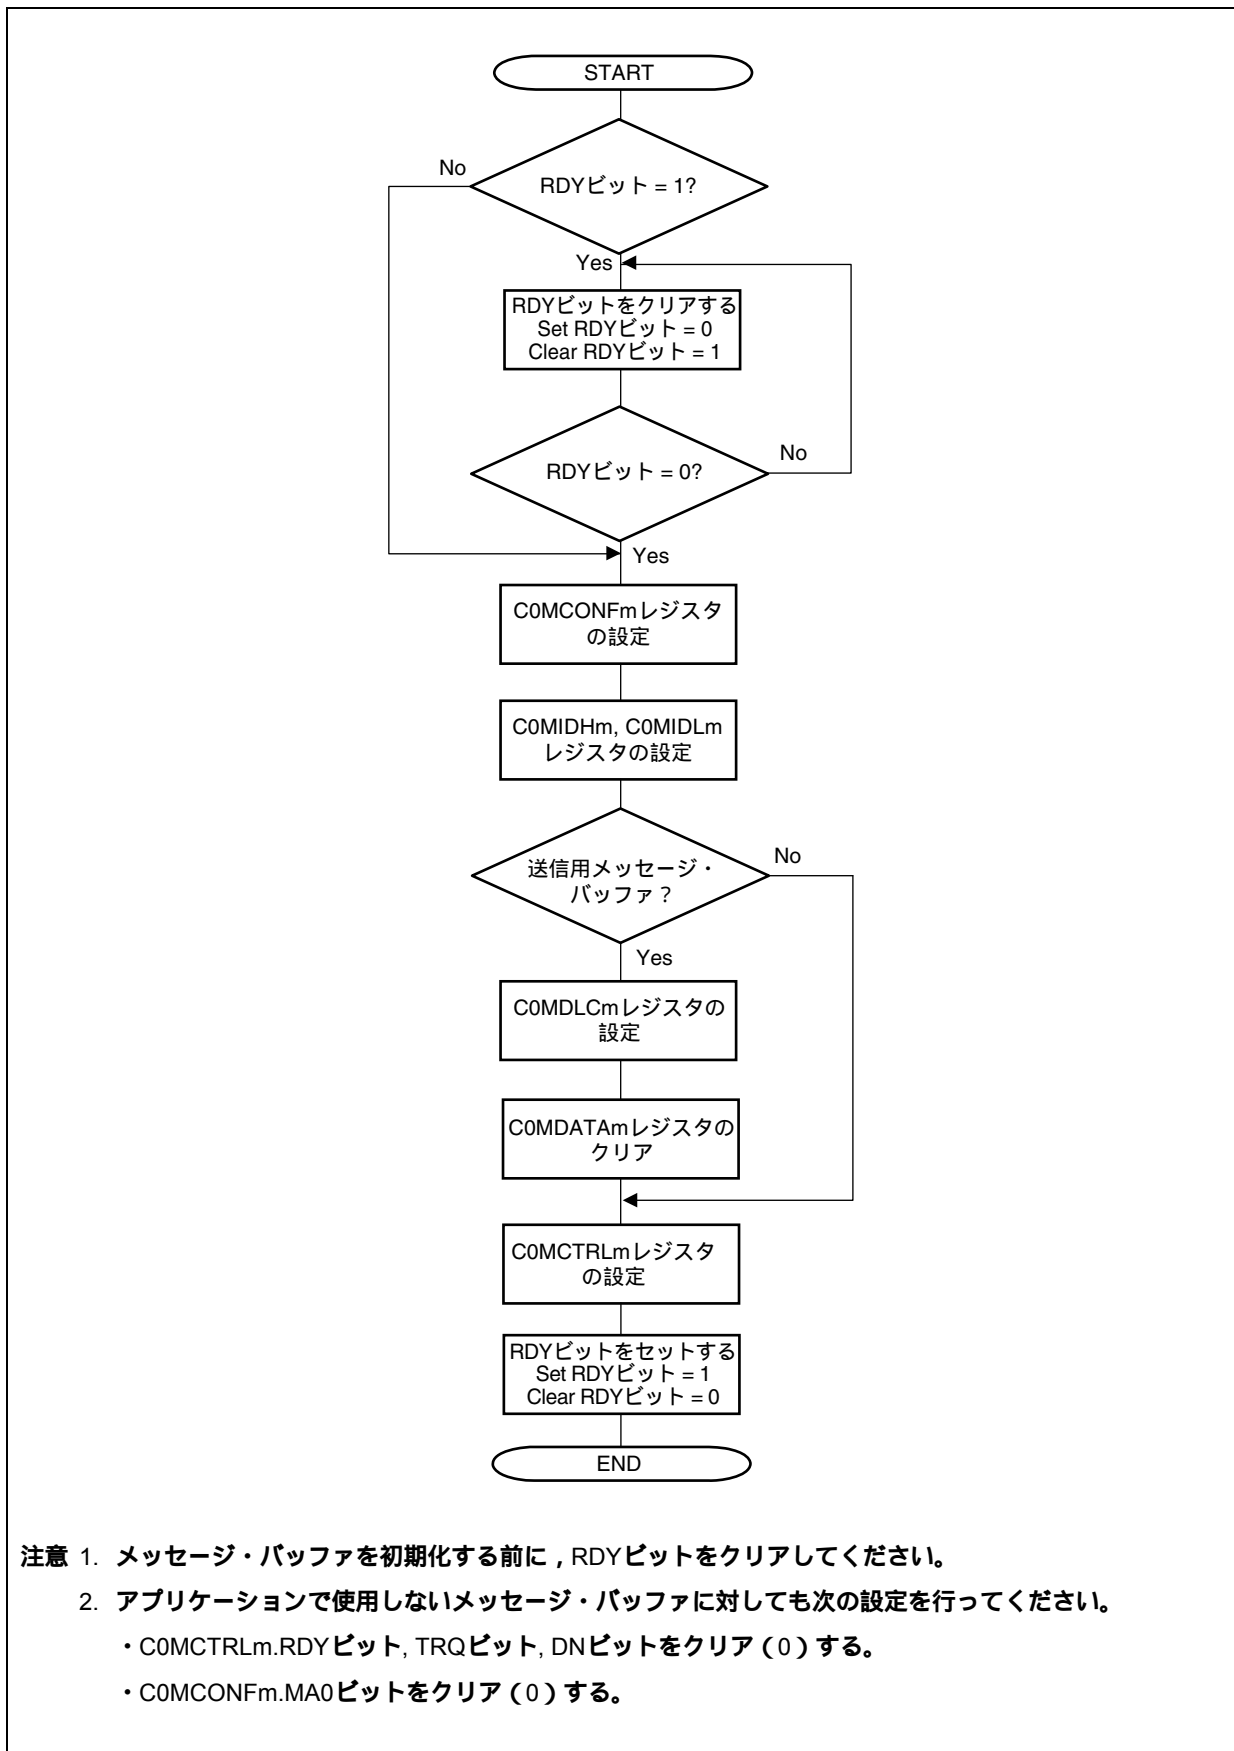 START
No
RDYビット = 1?
Yes
RDYビットをクリアする
Set RDYビット = 0
Clear RDYビット = 1
RDYビット = 0?
No
Yes
C0MCONFmレジスタ
の設定
C0MIDHm, C0MIDLm
レジスタの設定
送信用メッセージ・
バッファ？
No
Yes
C0MDLCmレジスタの
設定
C0MDATAmレジスタの
クリア
C0MCTRLmレジスタ
の設定
RDYビットをセットする
Set RDYビット = 1
Clear RDYビット = 0
END
注意 1. メッセージ・バッファを初期化する前に，RDYビットをクリアしてください。
2. アプリケーションで使用しないメッセージ・バッファに対しても次の設定を行ってください。
・C0MCTRLm.RDYビット, TRQビット, DNビットをクリア（0）する。
・C0MCONFm.MA0ビットをクリア（0）する。